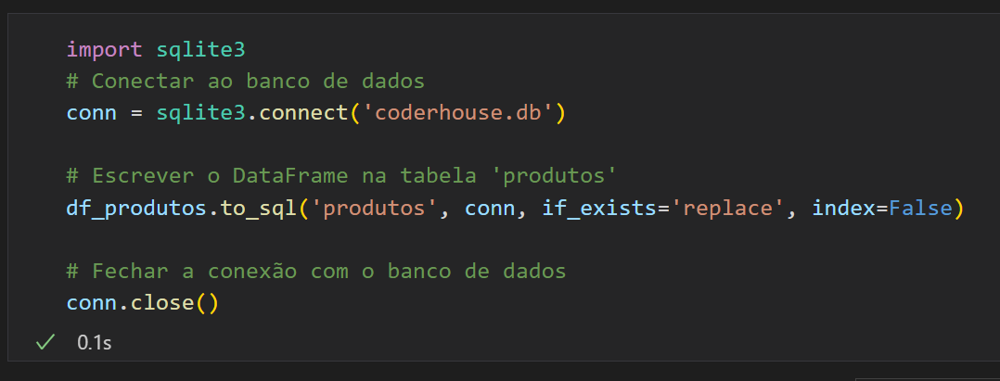 import sqlite3
# Conectar ao banco de dados
conn = sqlite3.connect('coderhouse.db')
# Escrever o DataFrame na tabela 'produtos'
df_produtos.to_sql('produtos', conn, if_exists='replace', index=False)
# Fechar a conexão com o banco de dados
conn.close()
0.1s